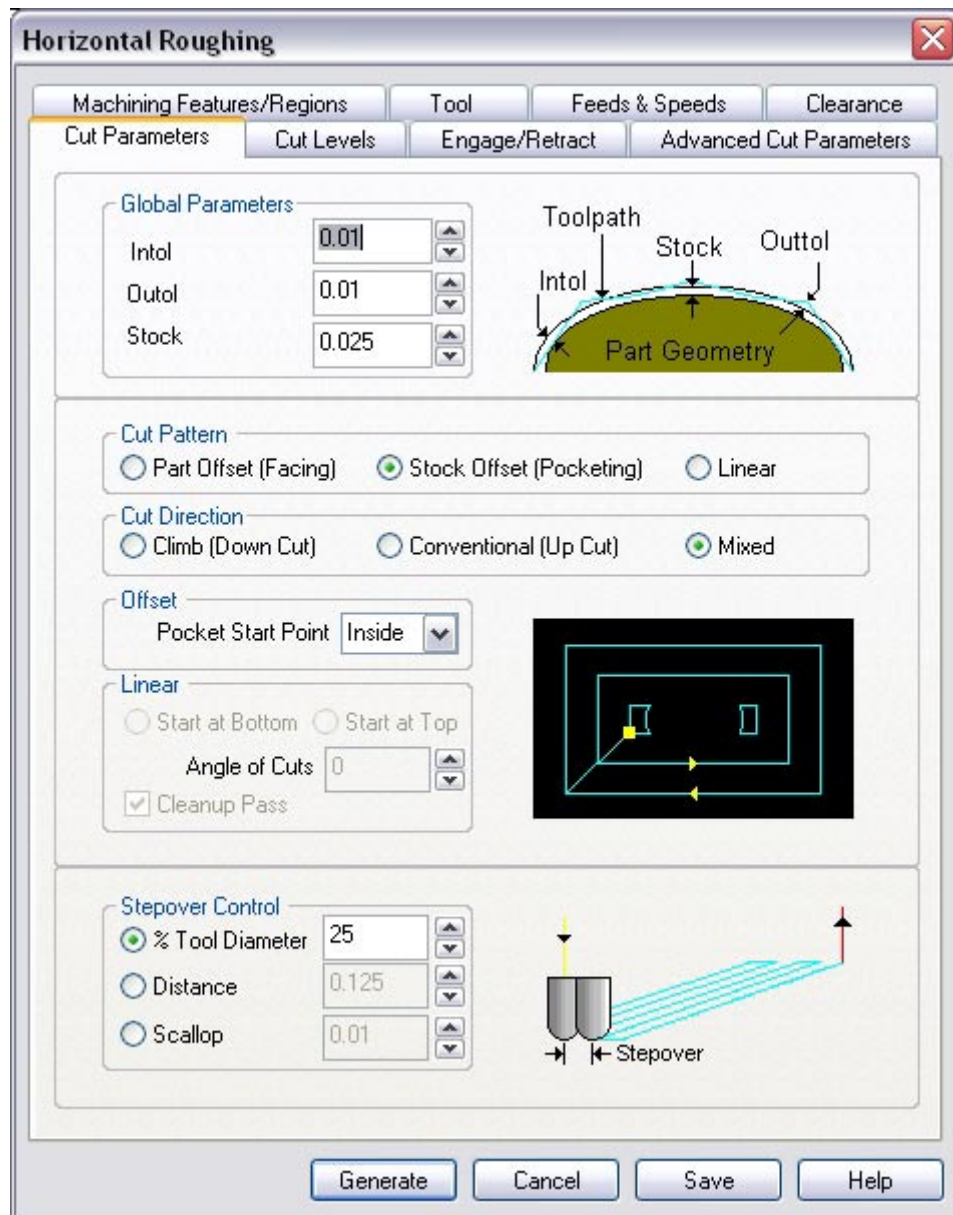 Horizontal Roughing
Machining Features/Regions Tool Feeds & Speeds Clearance
Cut Parameters Cut Levels Engage/Retract Advanced Cut Parameters
Global Parameters
Intol 0.01
Outol 0.01
Stock 0.025
Toolpath
Stock
Outtol
Intol
Part Geometry
Cut Pattern
Part Offset (Facing) Stock Offset (Pocketing) Linear
Cut Direction
Climb (Down Cut) Conventional (Up Cut) Mixed
Offset
Pocket Start Point Inside
Linear
Start at Bottom Start at Top
Angle of Cuts 0
Cleanup Pass
Stepover Control
% Tool Diameter 25
Distance 0.125
Scallop 0.01
Stepover
Generate Cancel Save Help